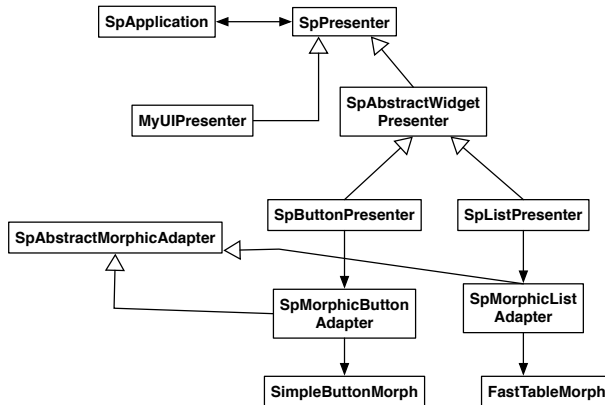 SpApplication
SpPresenter
MyUIPresenter
SpAbstractWidget
Presenter
SpButtonPresenter
SpListPresenter
SpAbstractMorphicAdapter
SpMorphicButton
Adapter
SpMorphicList
Adapter
SimpleButtonMorph
FastTableMorph